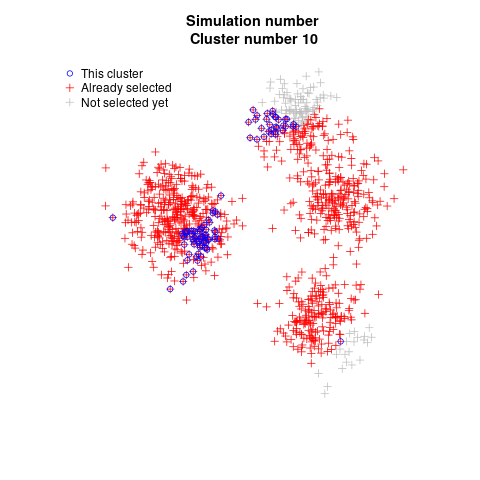 Simulation number
Cluster number 10
This cluster
Already selected
Not selected yet